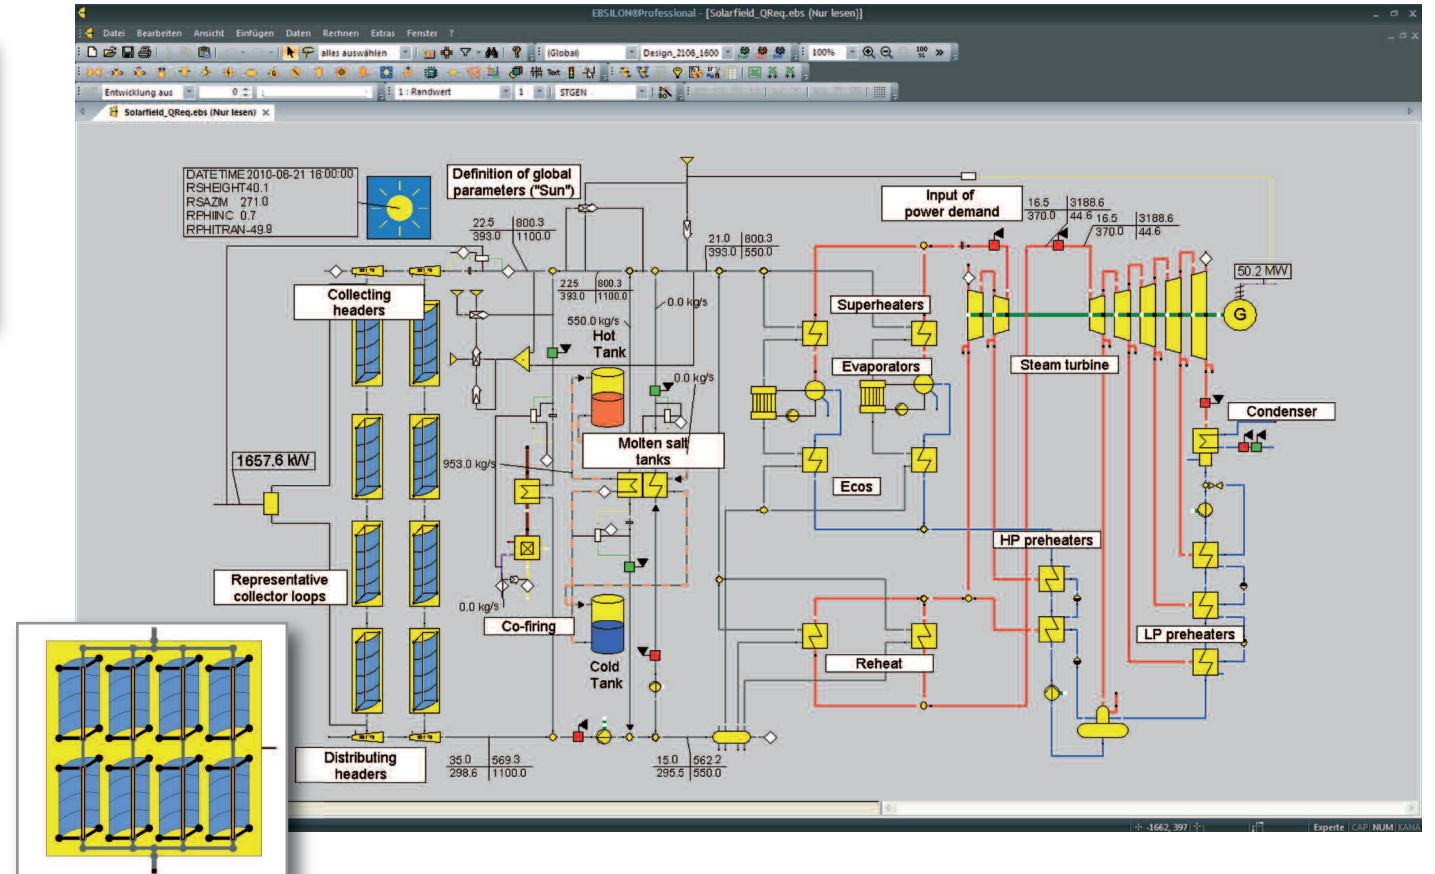 EBSILON®Professional - [Solarfield_QReq.ebs (Nur lesen)]
Datei Bearbeiten Ansicht Einfügen Daten Rechnen Extras Fenster ?
alles auswählen (Global) Design_2106_1600 100% 100 %
Text
Entwicklung aus 0 1 : Randwert 1 STGEN
Solarfield_QReq.ebs (Nur lesen)
DATETIME 2010-06-21 16:00:00
RSHEIGHT 40.1
RSAZIM 271.0
RPHIINC 0.7
RPHITRAN -49.9
Definition of global
parameters ("Sun")
Input of
power demand
16.5 3188.6
370.0 44.6
16.5 3188.6
370.0 44.6
22.5 800.3
393.0 1100.0
21.0 800.3
393.0 550.0
50.2 MW
G
Collecting
headers
22.5 800.3
393.0 1100.0
0.0 kg/s
550.0 kg/s
Hot
Tank
Superheaters
Evaporators
Steam turbine
0.0 kg/s
Condenser
Molten salt
tanks
953.0 kg/s
1657.6 kW
Ecos
HP preheaters
Representative
collector loops
0.0 kg/s
Co-firing
LP preheaters
Reheat
Cold
Tank
Distributing
headers
35.0 569.3
298.6 1100.0
15.0 562.2
295.5 550.0
-1662, 397 Experte CAP NUM KANA